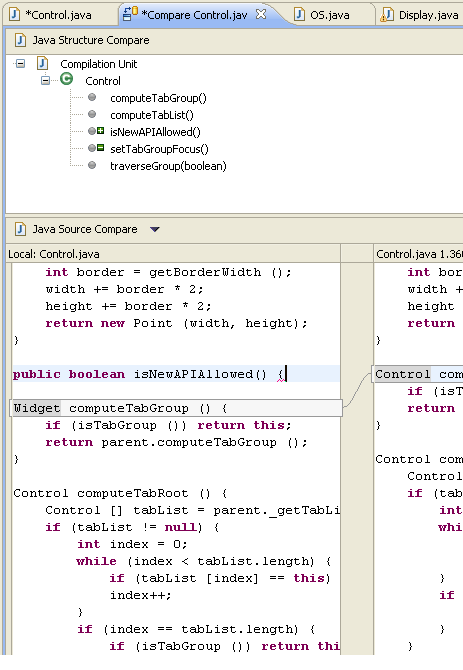 *Control.java
*Compare Control.jav
OS.java
Display.java
Java Structure Compare
Compilation Unit
Control
computeTabGroup()
computeTabList()
isNewAPIAllowed()
setTabGroupFocus()
traverseGroup(boolean)
Java Source Compare
Local: Control.java
Control.java 1.360
int border = getBorderWidth ();
width += border * 2;
height += border * 2;
return new Point (width, height);
}
public boolean isNewAPIAllowed() {
Widget computeTabGroup () {
if (isTabGroup ()) return this;
return parent.computeTabGroup ();
}
Control computeTabRoot () {
Control [] tabList = parent._getTabLi
if (tabList != null) {
int index = 0;
while (index < tabList.length) {
if (tabList [index] == this)
index++;
}
if (index == tabList.length) {
if (isTabGroup ()) return thi
int bor
width +
height
return
}
Control com
if (isT
return
}
Control com
Control
if (tab
int
whi
}
if
}
}